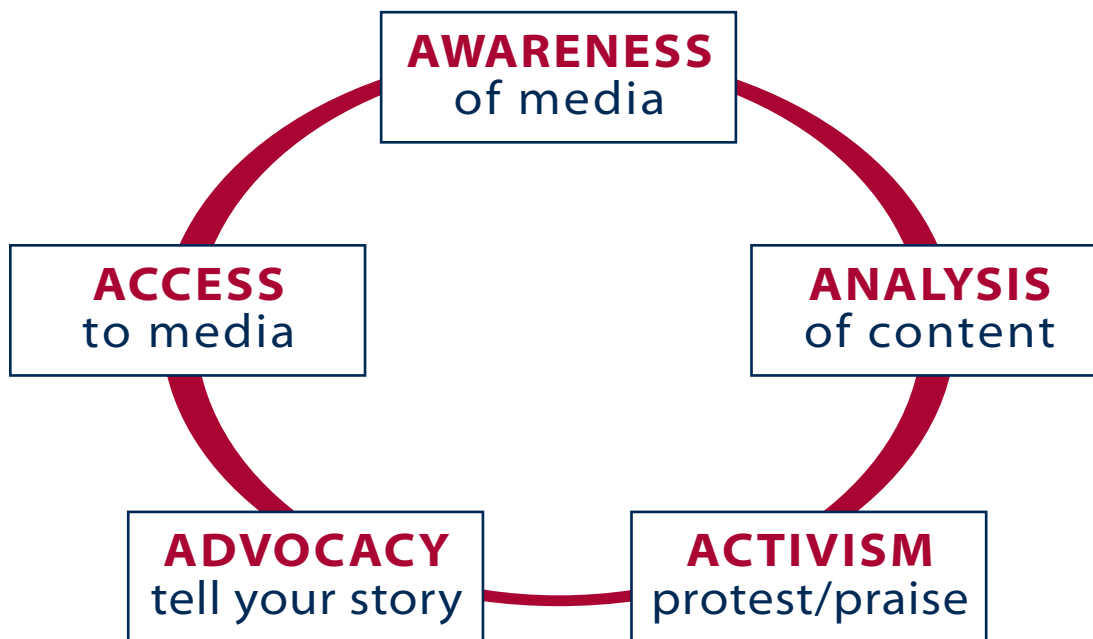 AWARENESS
of media
ACCESS
to media
ANALYSIS
of content
ADVOCACY
tell your story
ACTIVISM
protest/praise